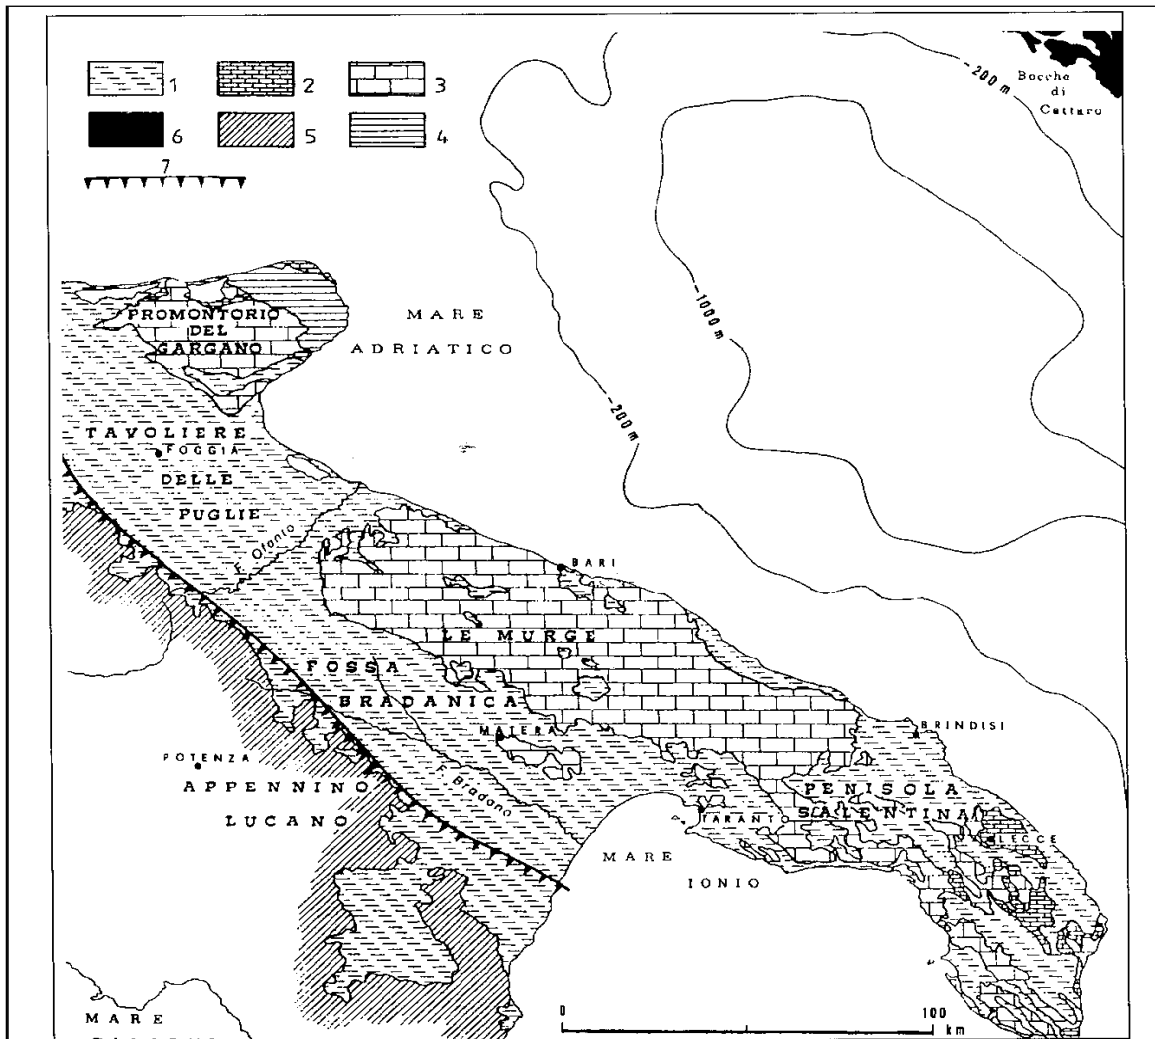 1 2 3
6 5 4
7
-200 m
Bocche
di
Cattaro
-1000m
-200 m
PROMONTORIO
DEL
GARGANO
MARE
ADRIATICO
TAVOLIERE
FOGGIA
DELLE
PUGLIE
F. Ofanto
BARI
LE MURGE
FOSSA
BRADANICA
MATERA
BRINDISI
POTENZA
APPENNINO
LUCANO
F. Bradano
PENISOLA
SALENTINA
TARANTO
LECCE
MARE
IONIO
MARE
0 100
km